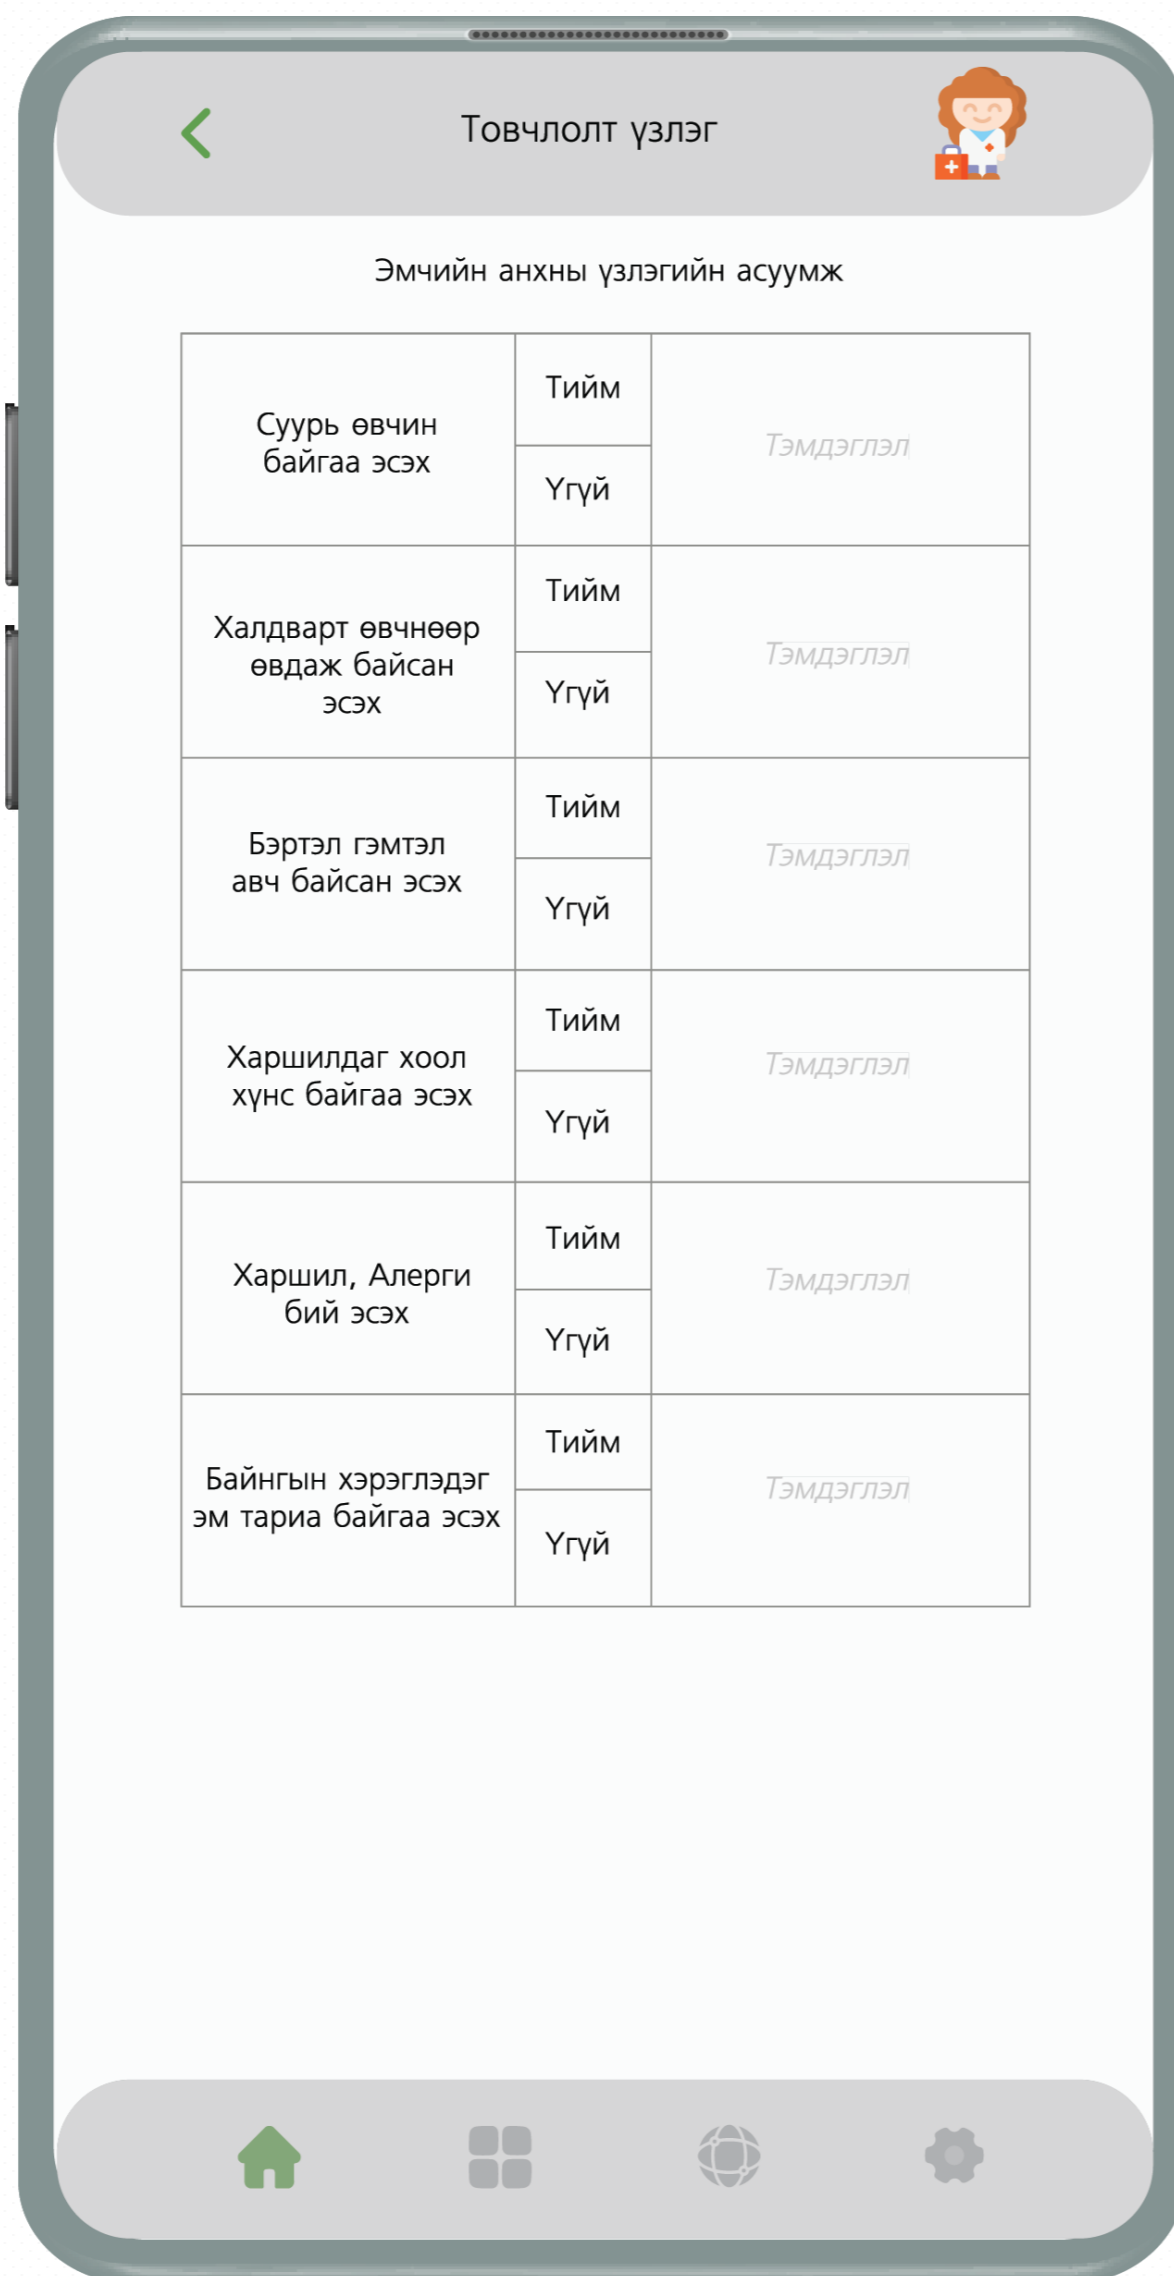 Товчлолт үзлэг
Эмчийн анхны үзлэгийн асуумж
Суурь өвчин
байгаа эсэх
Тийм
Үгүй
Тэмдэглэл
Халдварт өвчнөөр
өвдаж байсан
эсэх
Тийм
Үгүй
Тэмдэглэл
Бэртэл гэмтэл
авч байсан эсэх
Тийм
Үгүй
Тэмдэглэл
Харшилдаг хоол
хүнс байгаа эсэх
Тийм
Үгүй
Тэмдэглэл
Харшил, Алерги
бий эсэх
Тийм
Үгүй
Тэмдэглэл
Байнгын хэрэглэдэг
эм тариа байгаа эсэх
Тийм
Үгүй
Тэмдэглэл